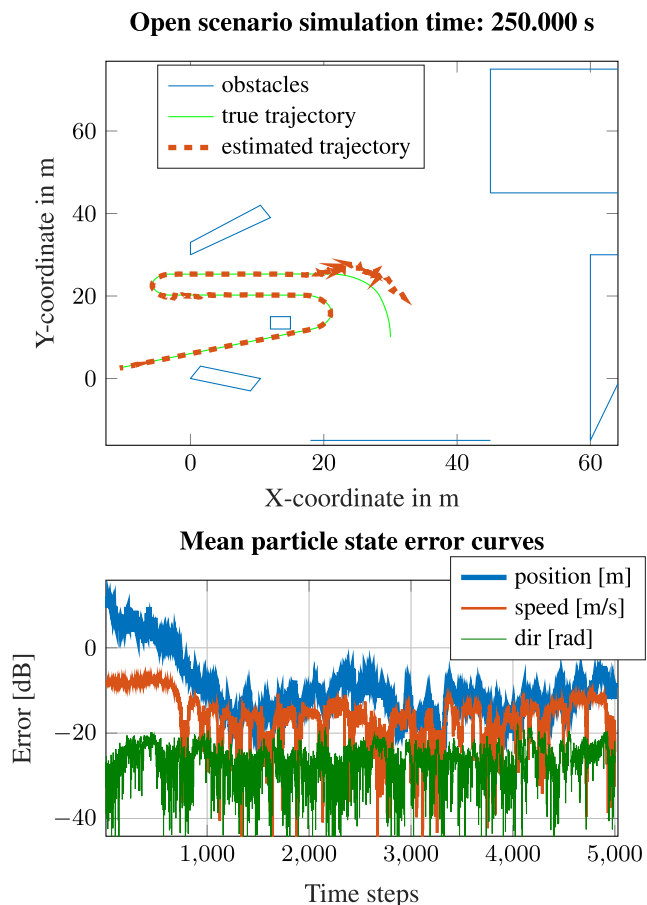 Open scenario simulation time: 250.000 s
obstacles
true trajectory
estimated trajectory
Y-coordinate in m
60
40
20
0
0 20 40 60
X-coordinate in m
Mean particle state error curves
position [m]
speed [m/s]
dir [rad]
Error [dB]
0
−20
−40
1,000 2,000 3,000 4,000 5,000
Time steps